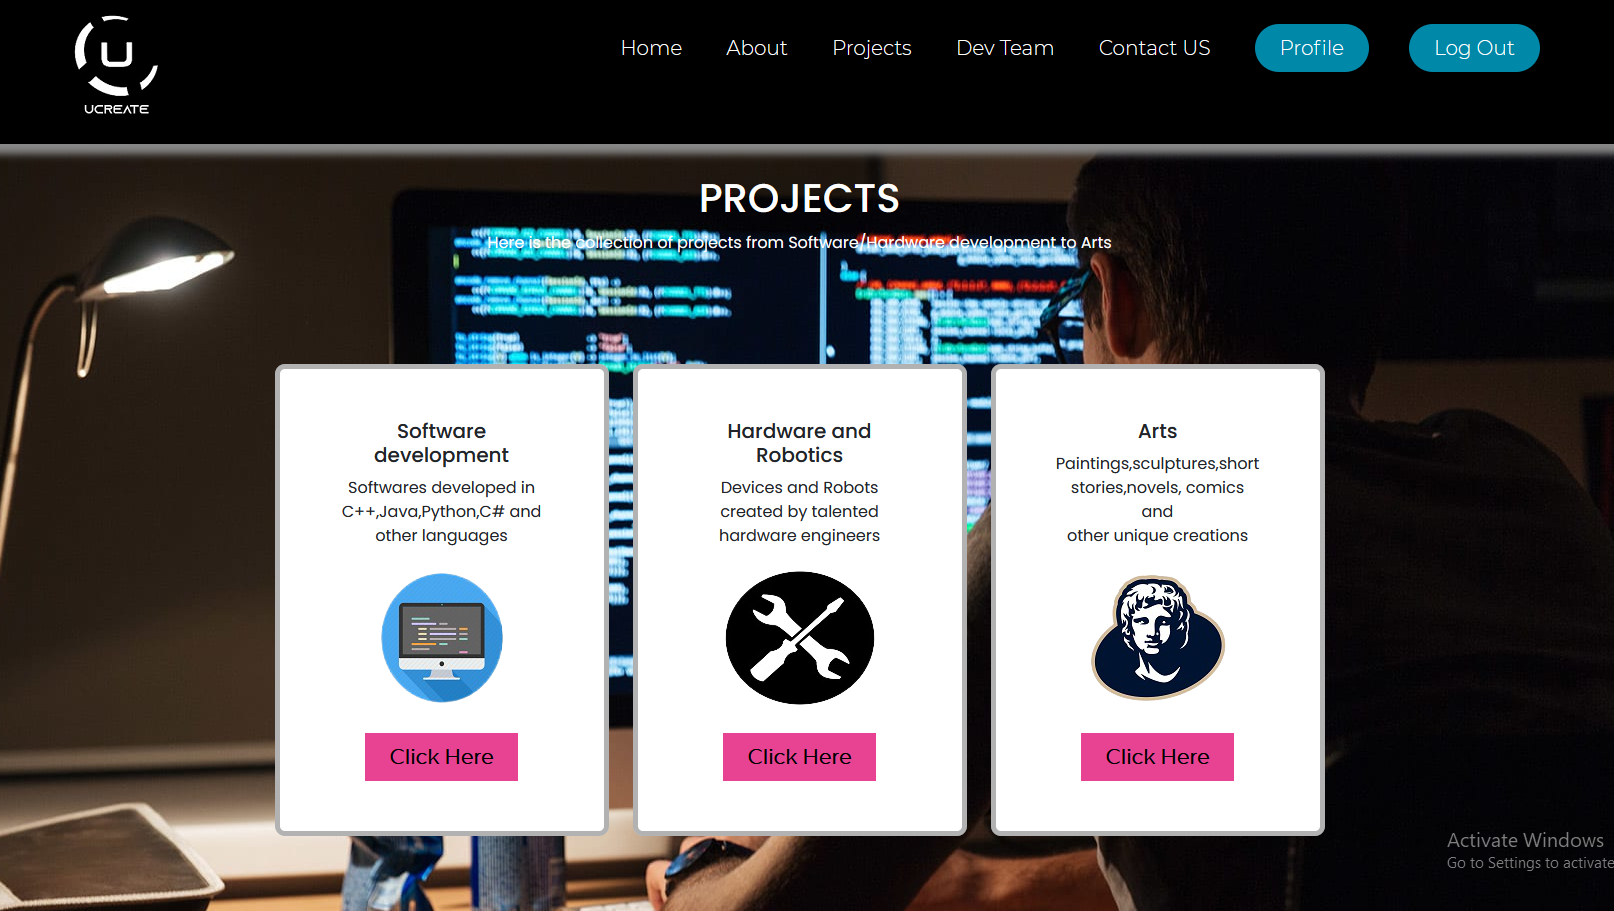 Home About Projects Dev Team Contact US Profile Log Out
U
UCREATE
PROJECTS
Here is the collection of projects from Software/Hardware development to Arts
Software
development
Softwares developed in
C++,Java,Python,C# and
other languages
Click Here
Hardware and
Robotics
Devices and Robots
created by talented
hardware engineers
Click Here
Arts
Paintings,sculptures,short
stories,novels, comics
and
other unique creations
Click Here
Activate Windows
Go to Settings to activate